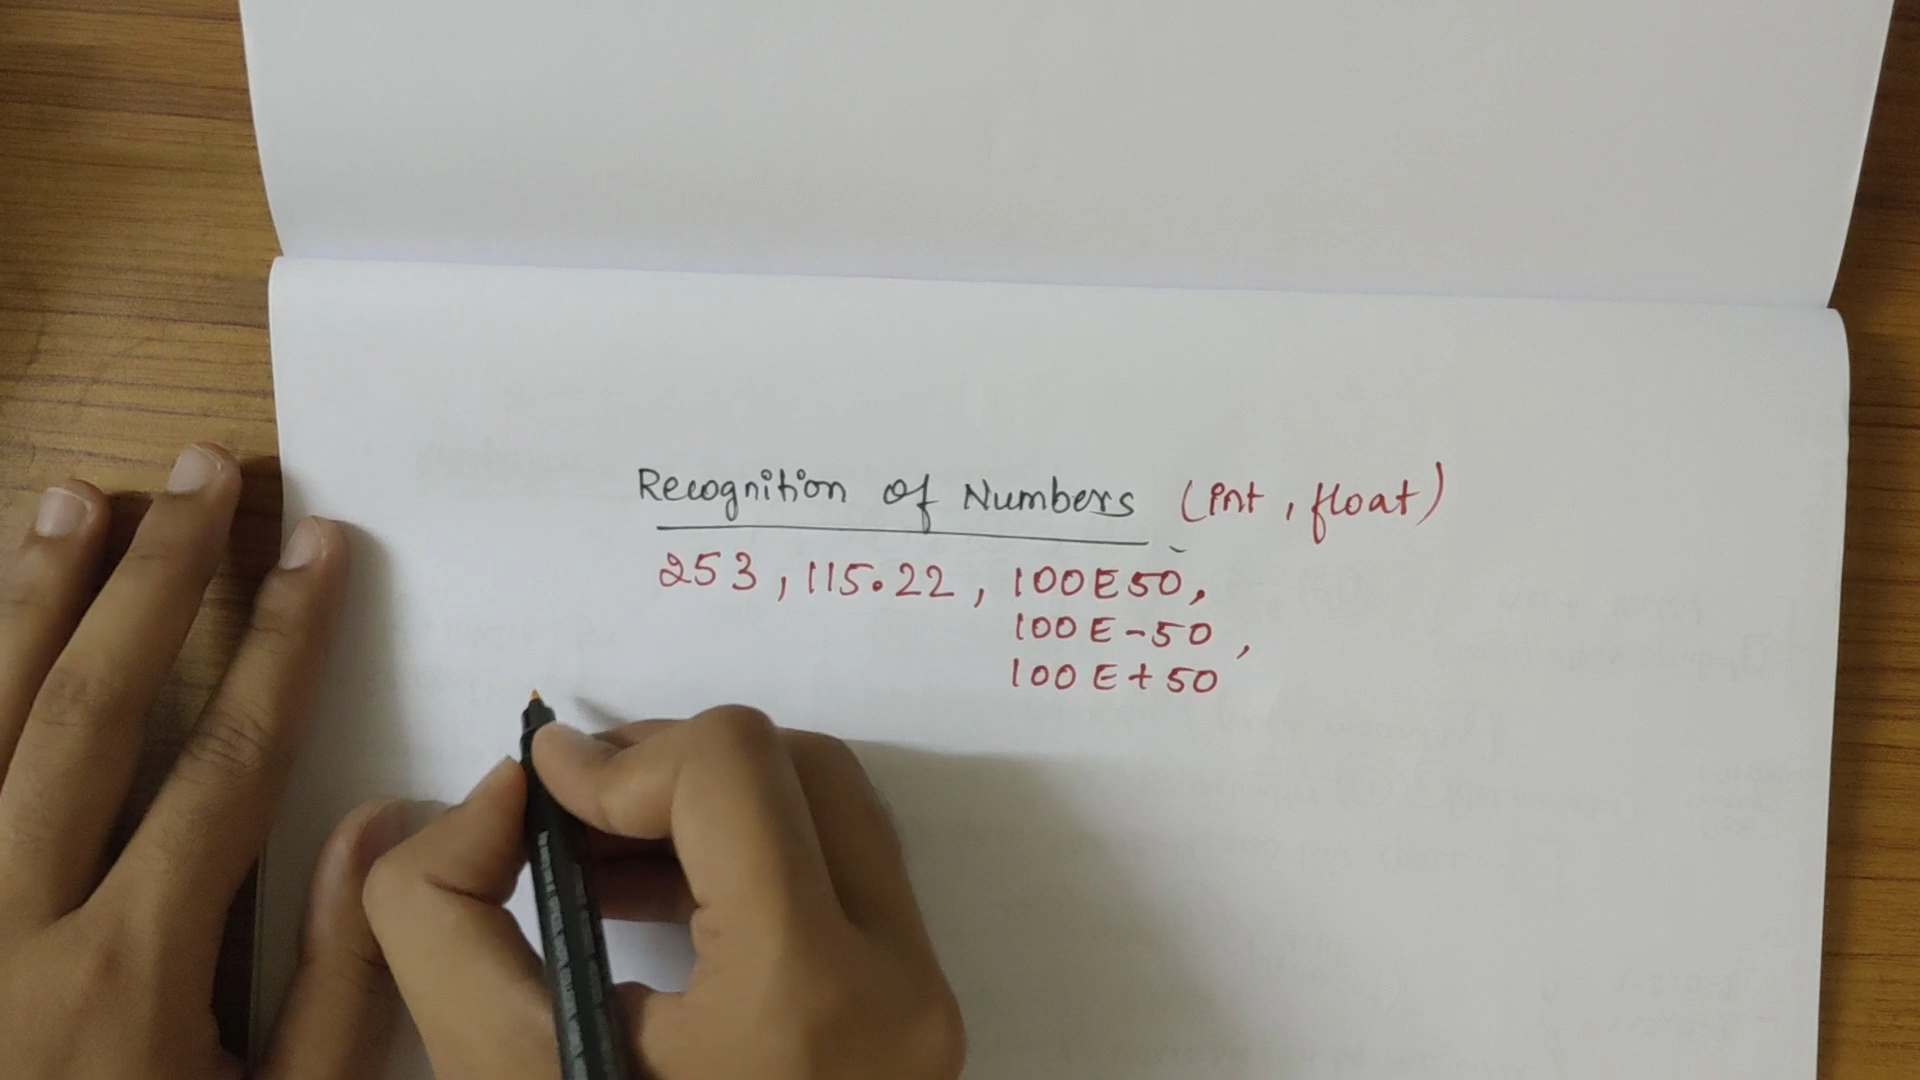 Recognition of Numbers (int, float)
253, 115.22, 100E50,
100E-50,
100E+50